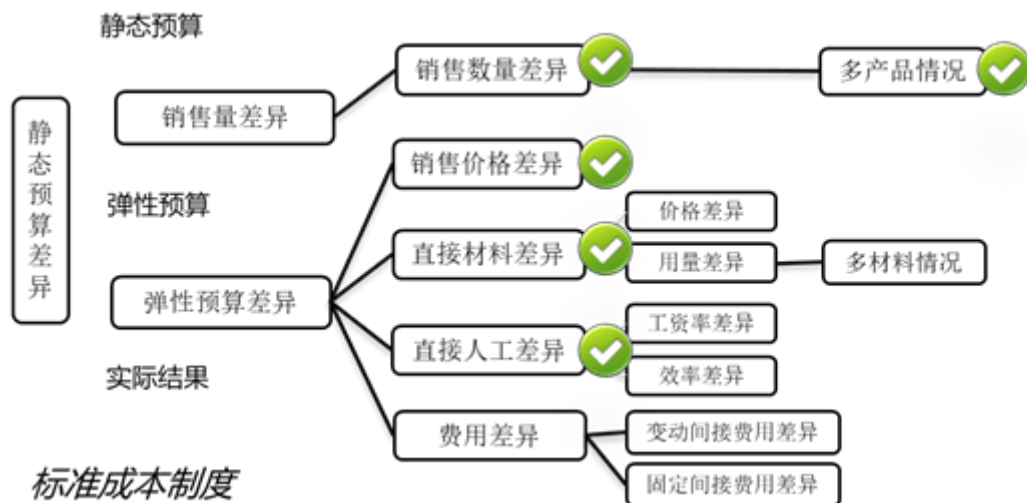 静态预算
销售数量差异
多产品情况
静态预算差异
销售量差异
销售价格差异
弹性预算
价格差异
直接材料差异
用量差异
多材料情况
弹性预算差异
工资率差异
直接人工差异
实际结果
效率差异
费用差异
变动间接费用差异
标准成本制度
固定间接费用差异